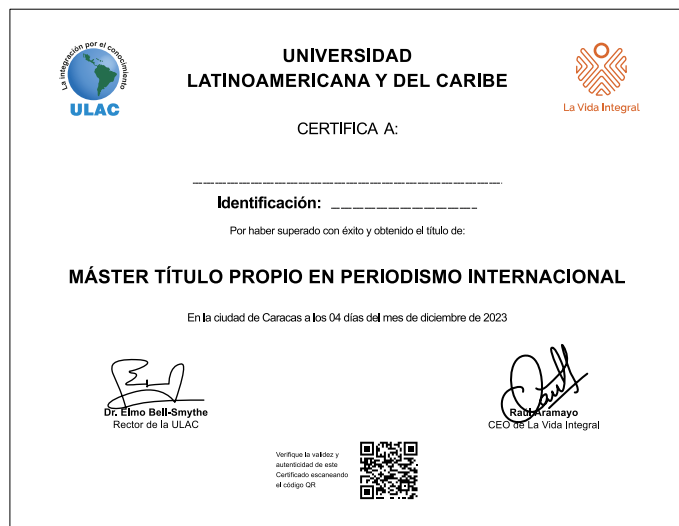 La integración por el conocimiento
ULAC
UNIVERSIDAD
LATINOAMERICANA Y DEL CARIBE
La Vida Integral
CERTIFICA A:
Identificación:
Por haber superado con éxito y obtenido el título de:
MÁSTER TÍTULO PROPIO EN PERIODISMO INTERNACIONAL
En la ciudad de Caracas a los 04 días del mes de diciembre de 2023
Dr. Elmo Bell-Smythe
Rector de la ULAC
Raúl Aramayo
CEO de La Vida Integral
Verifique la validez y
autenticidad de este
Certificado escaneando
el código QR